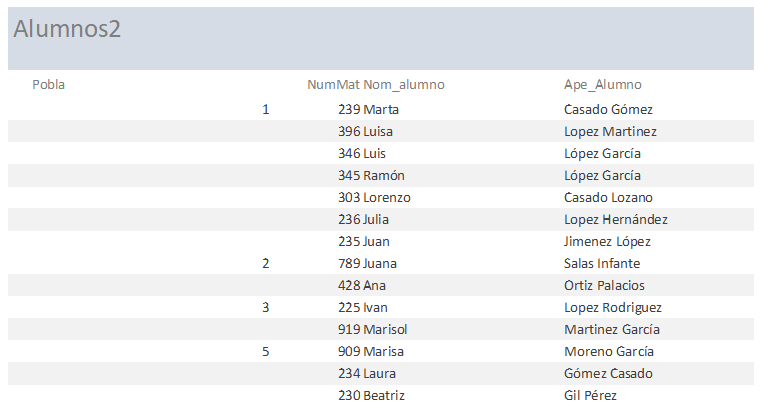 Alumnos2
Pobla NumMat Nom_alumno Ape_Alumno
1 239 Marta Casado Gómez
396 Luisa Lopez Martinez
346 Luis López García
345 Ramón López García
303 Lorenzo Casado Lozano
236 Julia Lopez Hernández
235 Juan Jimenez López
2 789 Juana Salas Infante
428 Ana Ortiz Palacios
3 225 Ivan Lopez Rodriguez
919 Marisol Martinez García
5 909 Marisa Moreno García
234 Laura Gómez Casado
230 Beatriz Gil Pérez